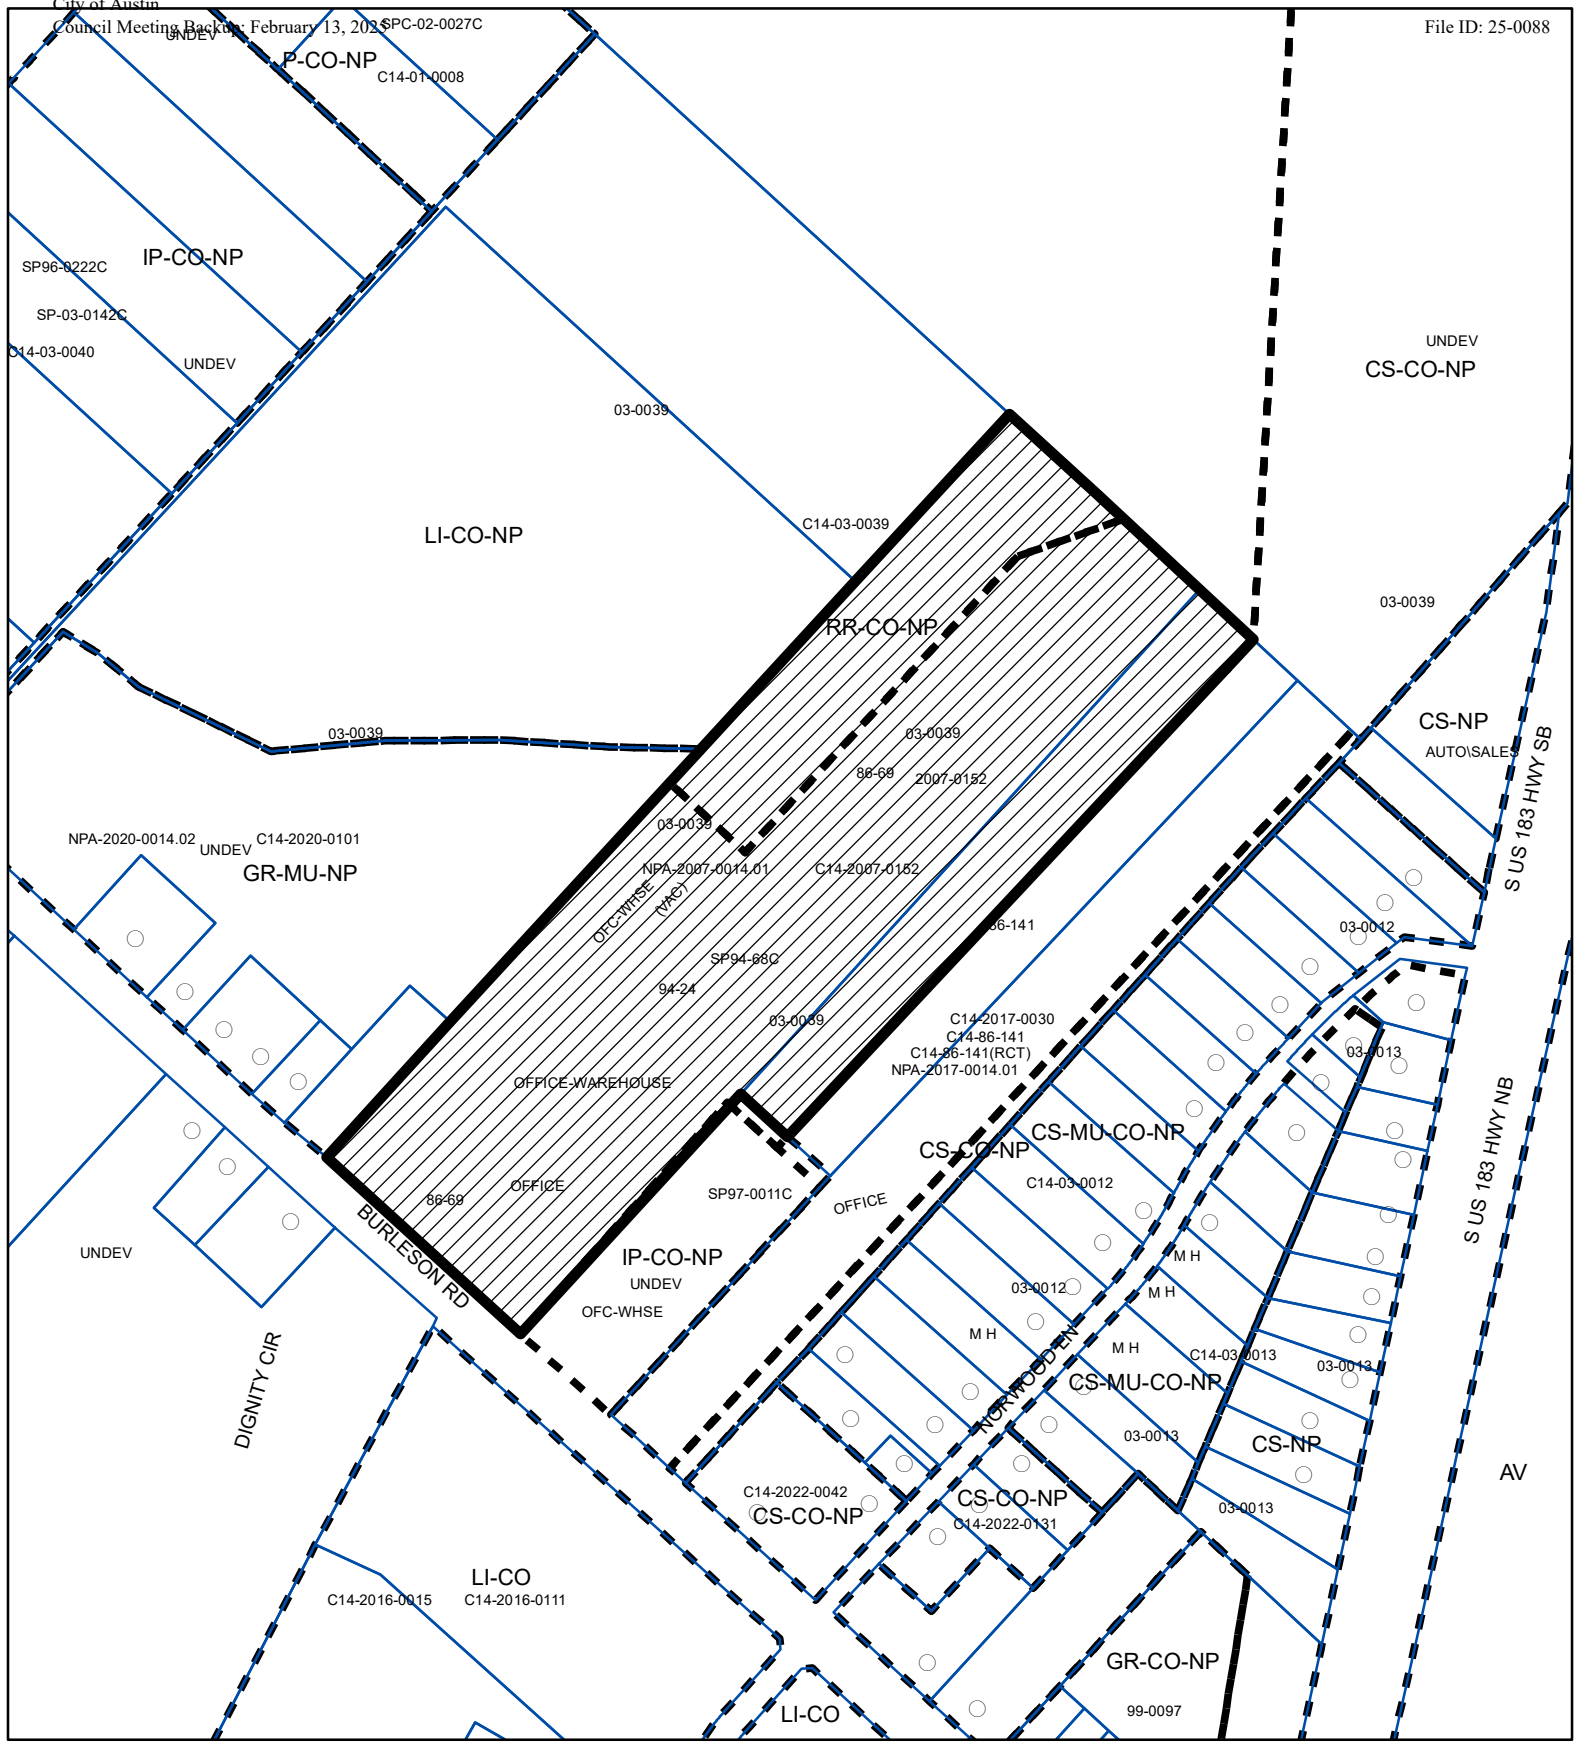 City of Austin
Council Meeting Backup: February 13, 2025
File ID: 25-0088
SPC-02-0027C
UNDEV
P-CO-NP
C14-01-0008
IP-CO-NP
SP96-0222C
SP-03-0142C
C14-03-0040
UNDEV
UNDEV
CS-CO-NP
03-0039
C14-03-0039
LI-CO-NP
03-0039
RR-CO-NP
CS-NP
AUTO\SALES
S US 183 HWY SB
03-0039
03-0039
86-69
2007-0152
03-0039
NPA-2020-0014.02
UNDEV
C14-2020-0101
GR-MU-NP
NPA-2007-0014.01
C14-2007-0152
OFC-WHSE
(VAC)
86-141
03-0012
SP94-68C
94-24
03-0039
C14-2017-0030
C14-86-141
C14-86-141(RCT)
NPA-2017-0014.01
03-0013
OFFICE-WAREHOUSE
CS-MU-CO-NP
CS-CO-NP
C14-03-0012
S US 183 HWY NB
86-69
OFFICE
SP97-0011C
OFFICE
BURLESON RD
UNDEV
IP-CO-NP
UNDEV
OFC-WHSE
M H
M H
03-0012
M H
M H
NORWOOD LN
C14-03-0013
03-0013
CS-MU-CO-NP
DIGNITY CIR
03-0013
CS-NP
AV
C14-2022-0042
CS-CO-NP
CS-CO-NP
C14-2022-0131
03-0013
LI-CO
C14-2016-0015
C14-2016-0111
GR-CO-NP
LI-CO
99-0097